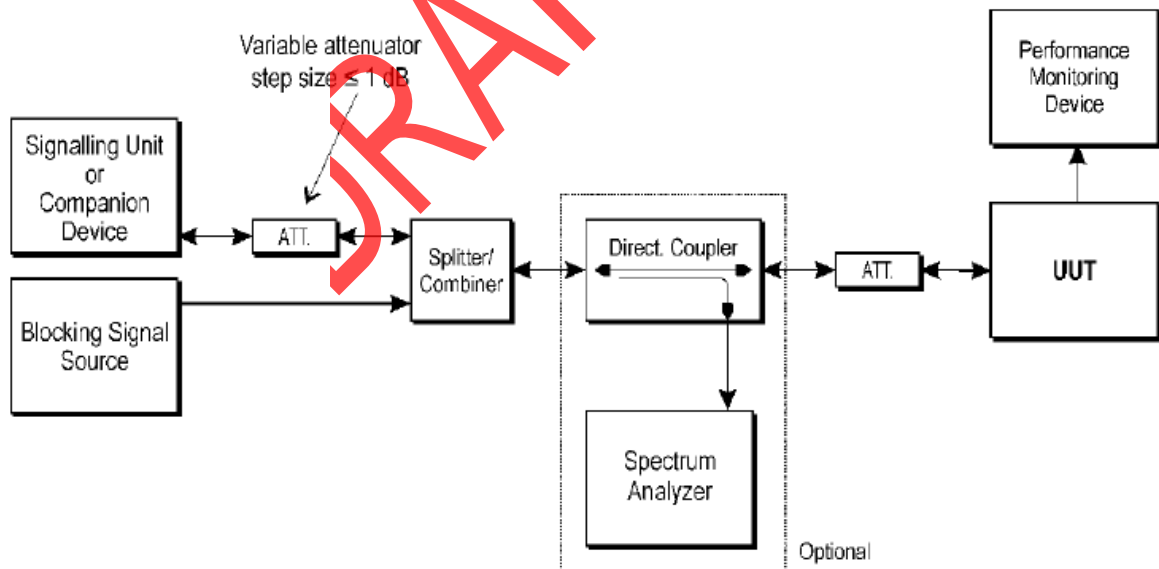 Variable attenuator
step size ≤ 1 dB
Signalling Unit
or
Companion
Device
ATT.
Splitter/
Combiner
Blocking Signal
Source
Direct. Coupler
Spectrum
Analyzer
Optional
ATT.
UUT
Performance
Monitoring
Device